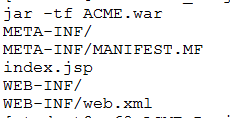 jar -tf ACME.war
META-INF/
META-INF/MANIFEST.MF
index.jsp
WEB-INF/
WEB-INF/web.xml